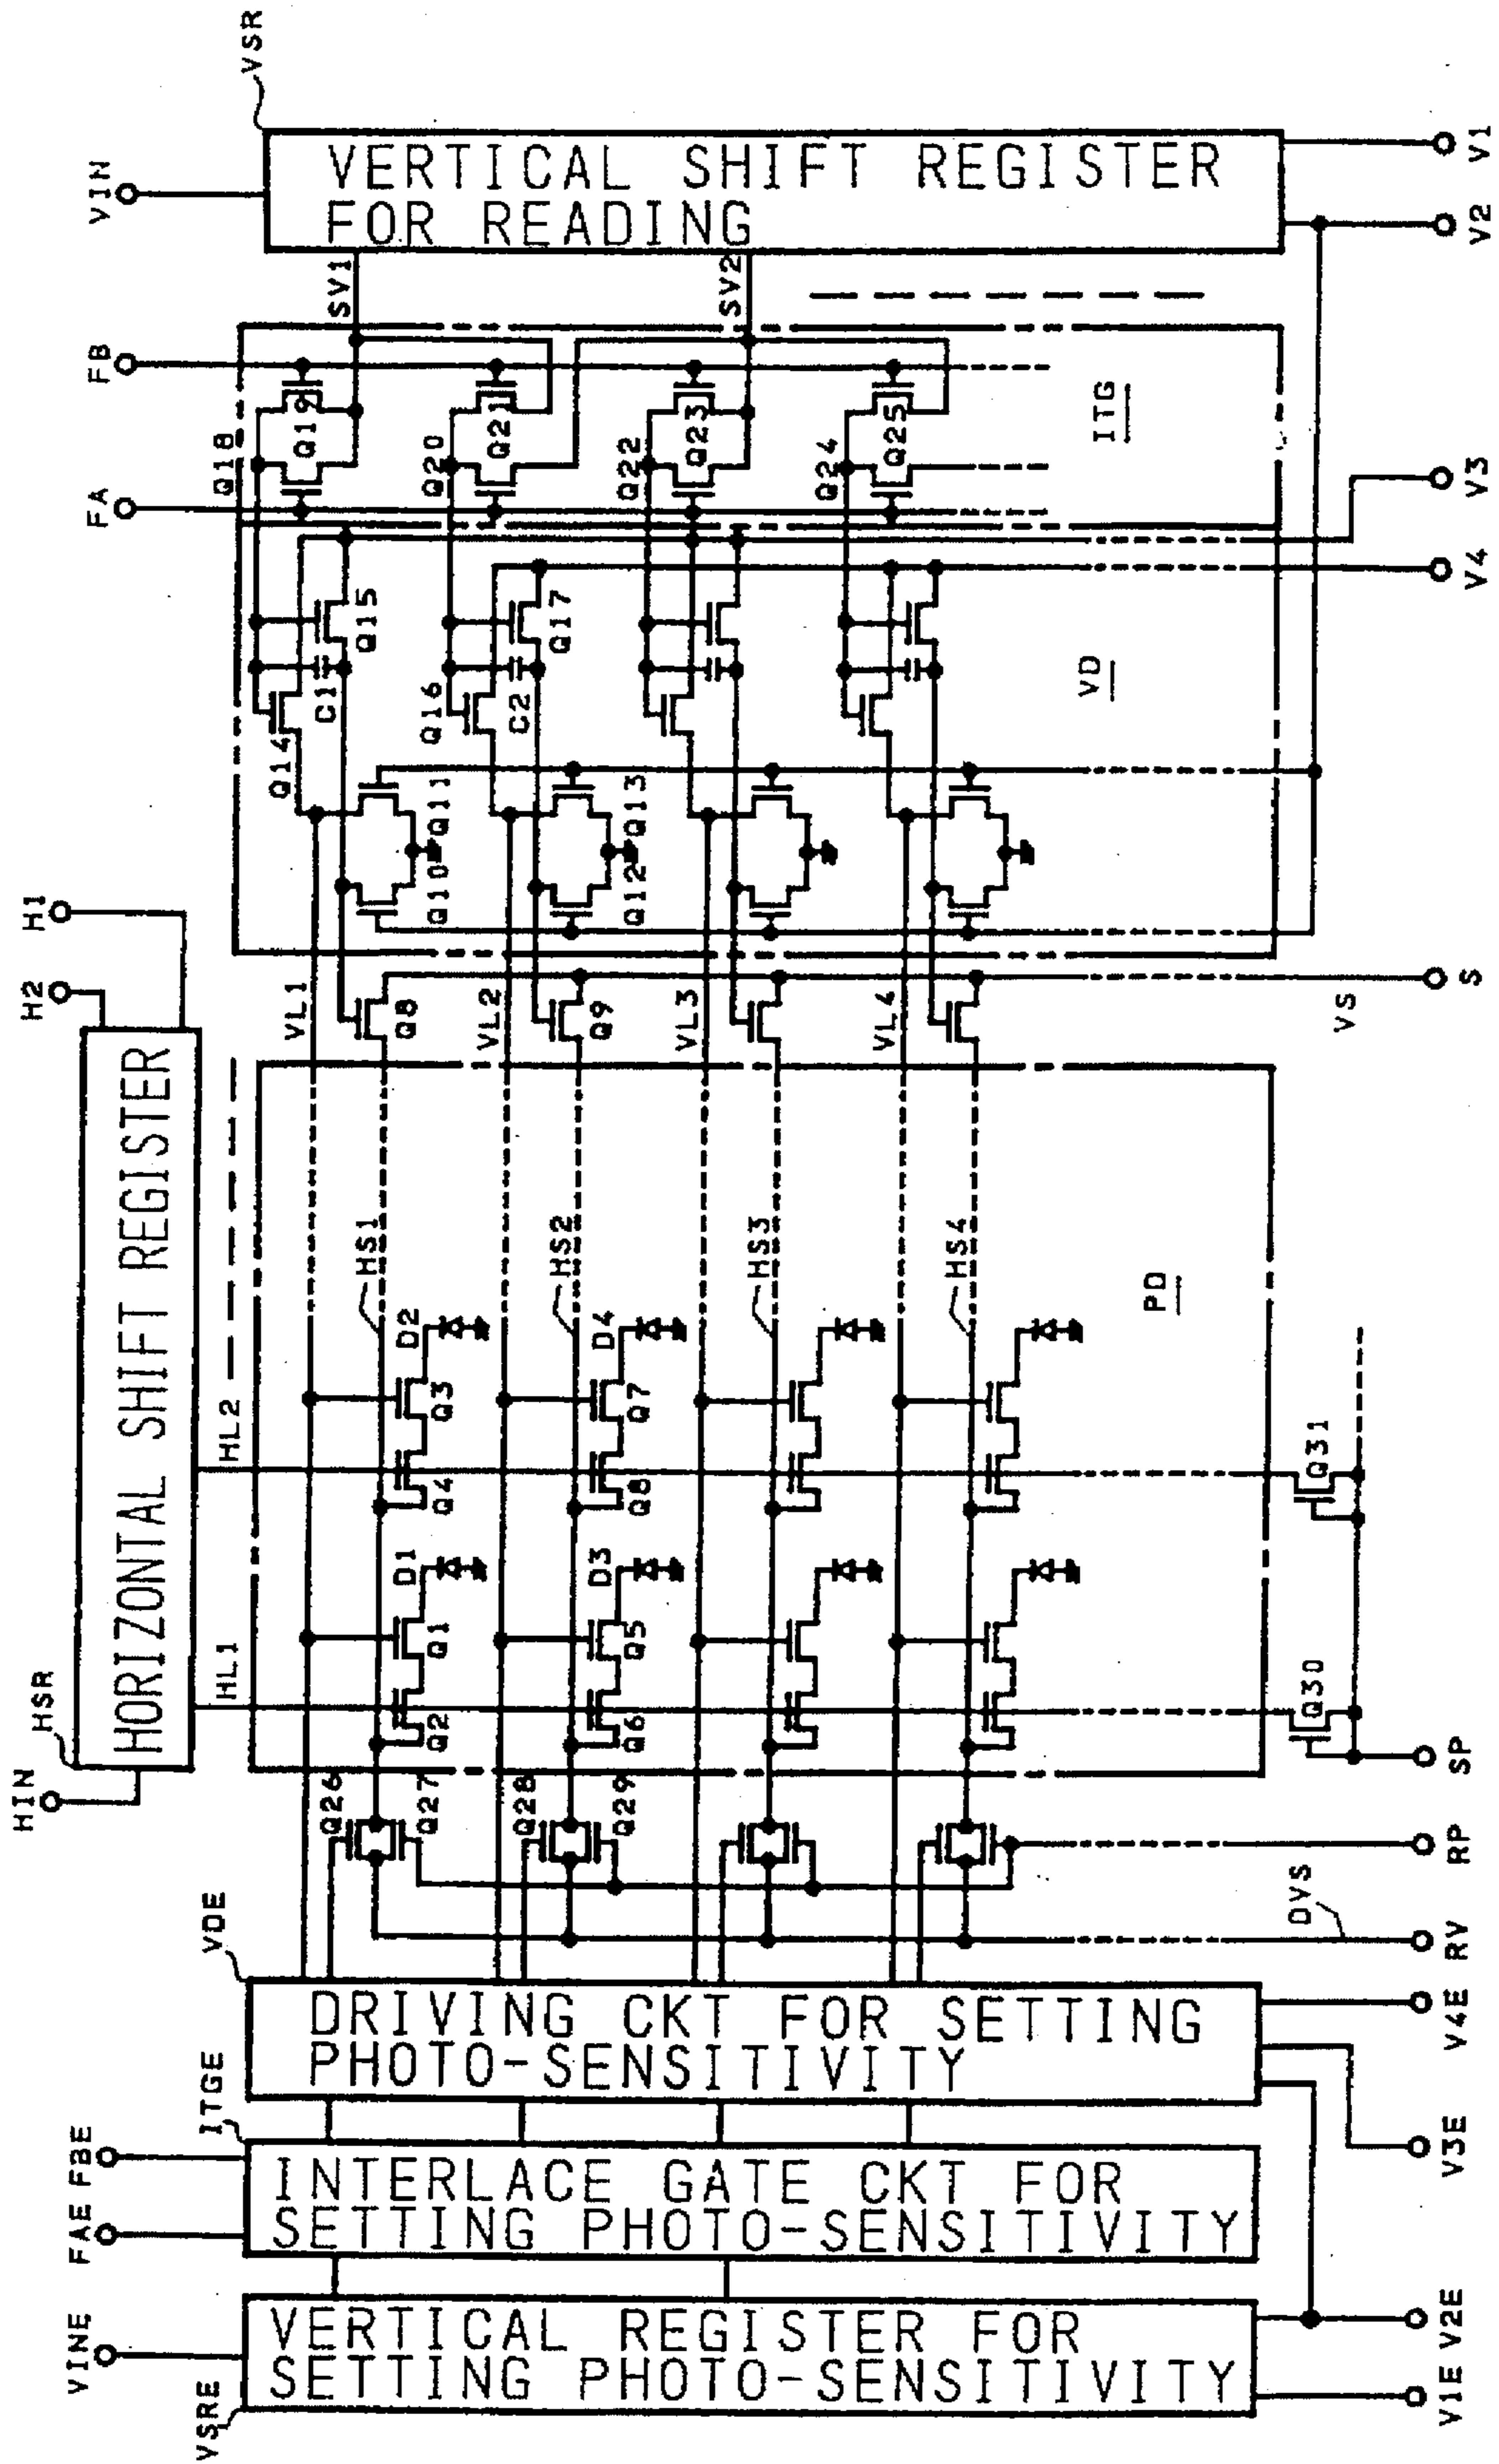 HIN
H2
H1
HSR
HORIZONTAL SHIFT REGISTER
VINE
FAE
FBE
FA
FB
VIN
VSRE
ITGE
VDE
HL1
HL2
VSR
VERTICAL REGISTER FOR
SETTING PHOTO-SENSITIVITY
INTERLACE GATE CKT FOR
SETTING PHOTO-SENSITIVITY
DRIVING CKT FOR SETTING
PHOTO-SENSITIVITY
VERTICAL SHIFT REGISTER
FOR READING
Q26
Q27
Q2
Q1
D1
Q4
Q3
D2
HS1
VL1
Q8
Q10
Q11
Q14
C1
Q15
Q18
Q19
SV1
Q28
Q29
Q6
Q5
D3
Q8
Q7
D4
HS2
VL2
Q9
Q12
Q13
Q16
C2
Q17
Q20
Q21
HS3
VL3
Q22
Q23
SV2
HS4
VL4
Q24
Q25
PD
VD
ITG
DVS
Q30
Q31
VS
V1E
V2E
V3E
V4E
RV
RP
SP
S
V4
V3
V2
V1